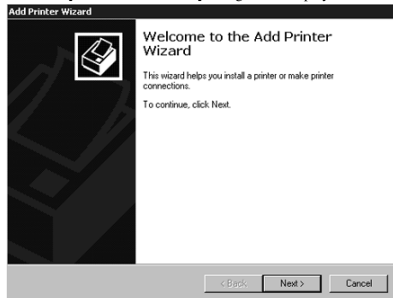 Add Printer Wizard
Welcome to the Add Printer
Wizard
This wizard helps you install a printer or make printer
connections.
To continue, click Next.
< Back
Next >
Cancel